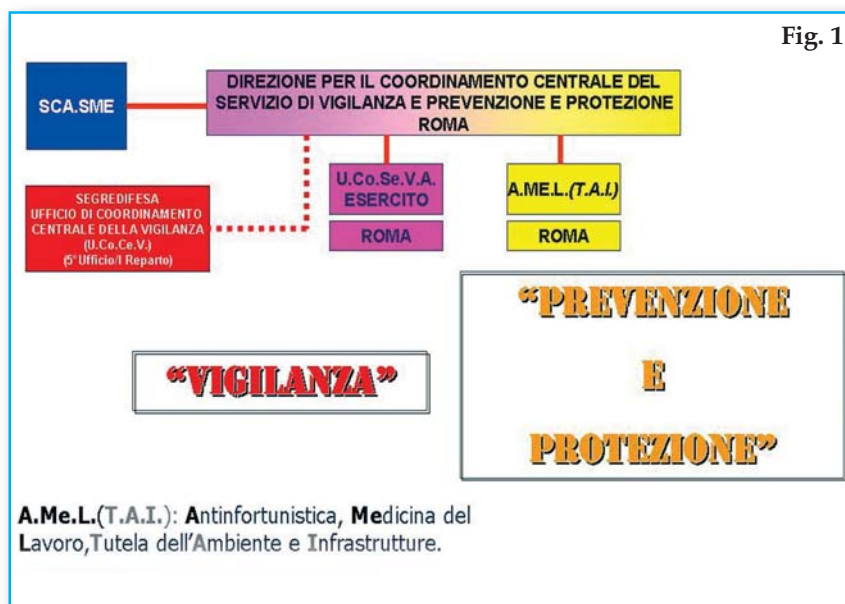 Fig. 1
SCA.SME
DIREZIONE PER IL COORDINAMENTO CENTRALE DEL
SERVIZIO DI VIGILANZA E PREVENZIONE E PROTEZIONE
ROMA
SEGREDIFESA
UFFICIO DI COORDINAMENTO
CENTRALE DELLA VIGILANZA
(U.Co.Ce.V.)
(5° Ufficio/I Reparto)
U.Co.Se.V.A.
ESERCITO
ROMA
A.ME.L.(T.A.I.)
ROMA
“VIGILANZA”
“PREVENZIONE
E
PROTEZIONE”
A.Me.L.(T.A.I.): Antinfortunistica, Medicina del
Lavoro,Tutela dell'Ambiente e Infrastrutture.